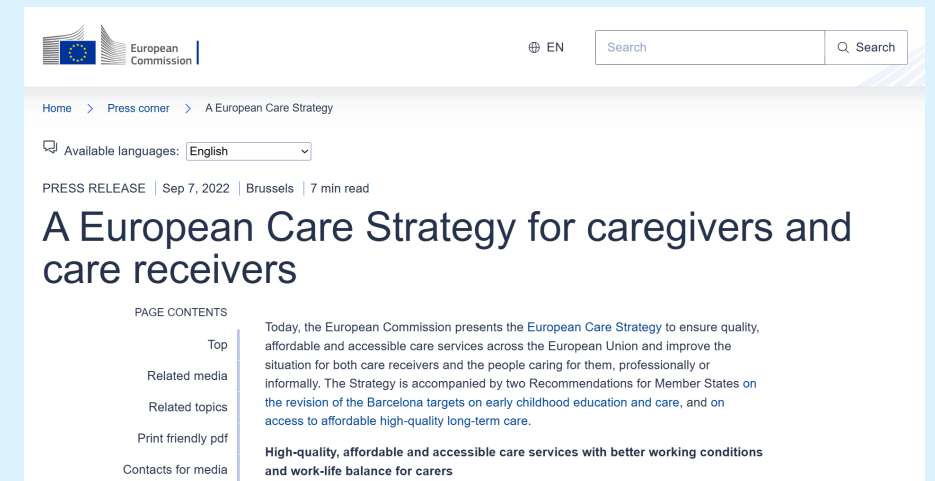 European
Commission
EN
Search
Search
Home > Press corner > A European Care Strategy
Available languages: English
PRESS RELEASE | Sep 7, 2022 | Brussels | 7 min read
A European Care Strategy for caregivers and
care receivers
PAGE CONTENTS
Top
Related media
Related topics
Print friendly pdf
Contacts for media
Today, the European Commission presents the European Care Strategy to ensure quality,
affordable and accessible care services across the European Union and improve the
situation for both care receivers and the people caring for them, professionally or
informally. The Strategy is accompanied by two Recommendations for Member States on
the revision of the Barcelona targets on early childhood education and care, and on
access to affordable high-quality long-term care.
High-quality, affordable and accessible care services with better working conditions
and work-life balance for carers